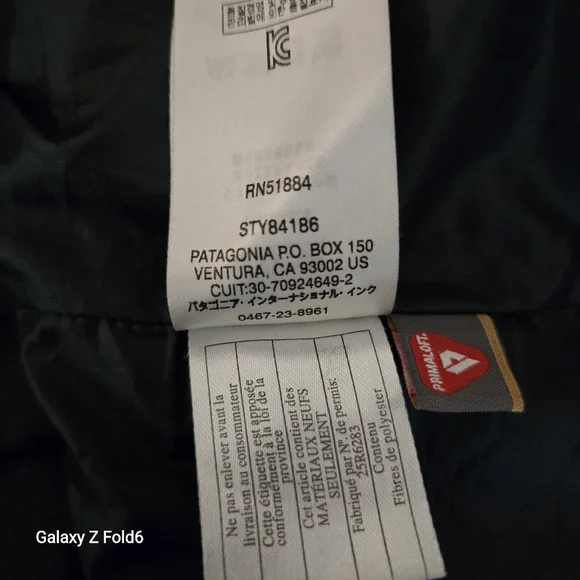 RN51884
STY84186
PATAGONIA P.O. BOX 150
VENTURA, CA 93002 US
CUIT:30-70924649-2
パタゴニア・インターナショナル・インク
0467-23-8961
PRIMALOFT.
Ne pas enlever avant la
livraison au consommateur
Cette étiquette est apposée
conformément à la loi de la
province
Cet article contient des
MATÉRIAUX NEUFS
SEULEMENT
Fabriqué par Nº. de permis:
25R6283
Contenu
Fibres de polyester
Galaxy Z Fold6